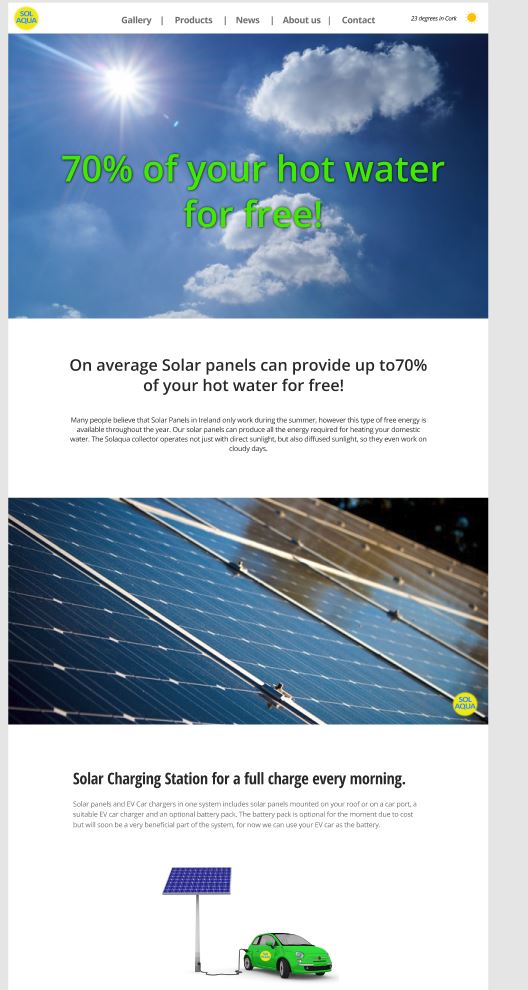 SOL
AQUA
Gallery | Products | News | About us | Contact
23 degrees in Cork
70% of your hot water
for free!
On average Solar panels can provide up to70%
of your hot water for free!
Many people believe that Solar Panels in Ireland only work during the summer, however this type of free energy is
available throughout the year. Our solar panels can produce all the energy required for heating your domestic
water. The Solaqua collector operates not just with direct sunlight, but also diffused sunlight, so they even work on
cloudy days.
SOL
AQUA
Solar Charging Station for a full charge every morning.
Solar panels and EV Car chargers in one system includes solar panels mounted on your roof or on a car port, a
suitable EV car charger and an optional battery pack. The battery pack is optional for the moment due to cost
but will soon be a very beneficial part of the system, for now we can use your EV car as the battery.
SOL
AQUA